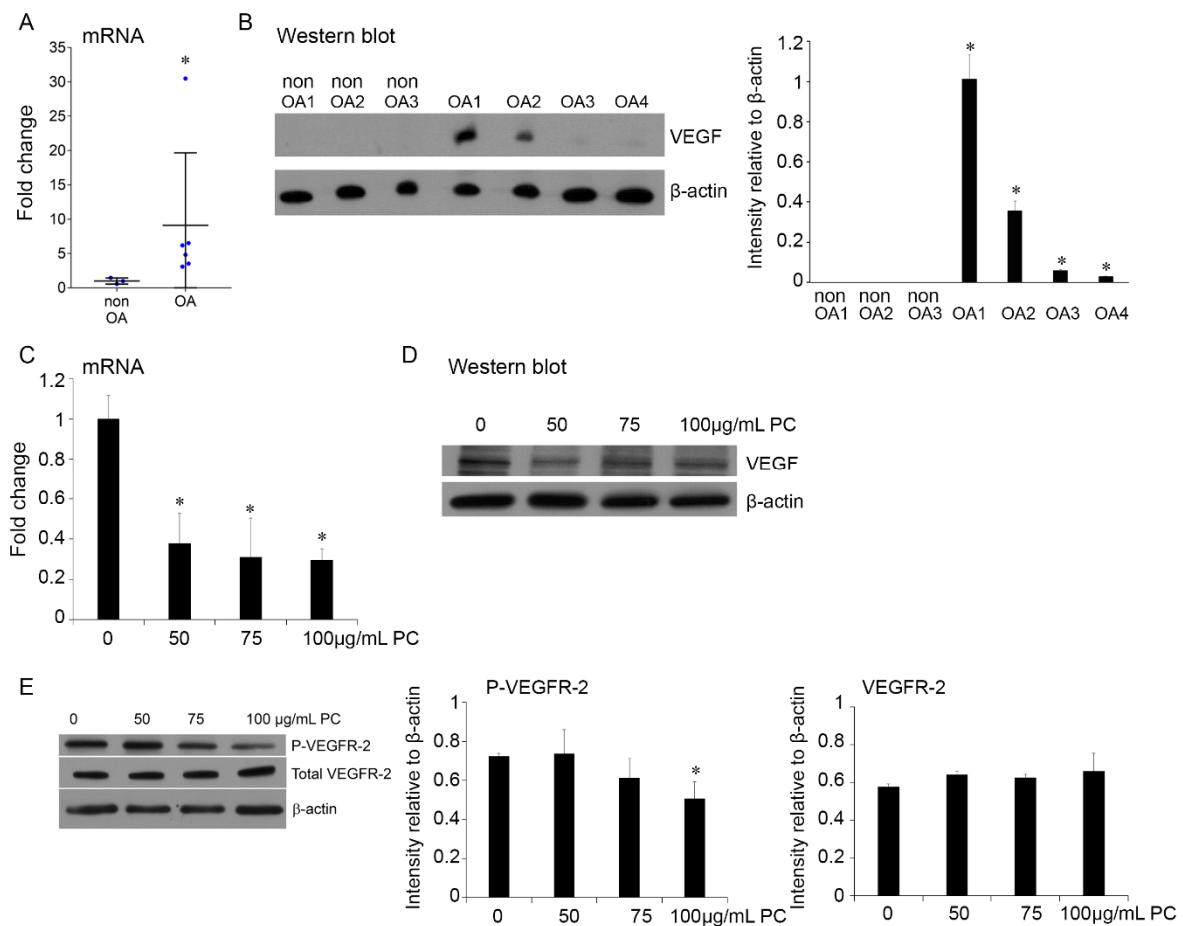 A
mRNA
Fold change
35
30
25
20
15
10
5
0
*
non
OA
OA
B
Western blot
non non non
OA1 OA2 OA3 OA1 OA2 OA3 OA4
VEGF
β-actin
Intensity relative to β-actin
1.2
1
0.8
0.6
0.4
0.2
0
*
*
*
*
non non non
OA1 OA2 OA3 OA1 OA2 OA3 OA4
C
mRNA
Fold change
1.2
1
0.8
0.6
0.4
0.2
0
*
*
*
0 50 75 100µg/mL PC
D
Western blot
0 50 75 100µg/mL PC
VEGF
β-actin
E
0 50 75 100 µg/mL PC
P-VEGFR-2
Total VEGFR-2
β-actin
P-VEGFR-2
Intensity relative to β-actin
1
0.8
0.6
0.4
0.2
0
*
0 50 75 100µg/mL PC
VEGFR-2
Intensity relative to β-actin
1
0.8
0.6
0.4
0.2
0
0 50 75 100µg/mL PC